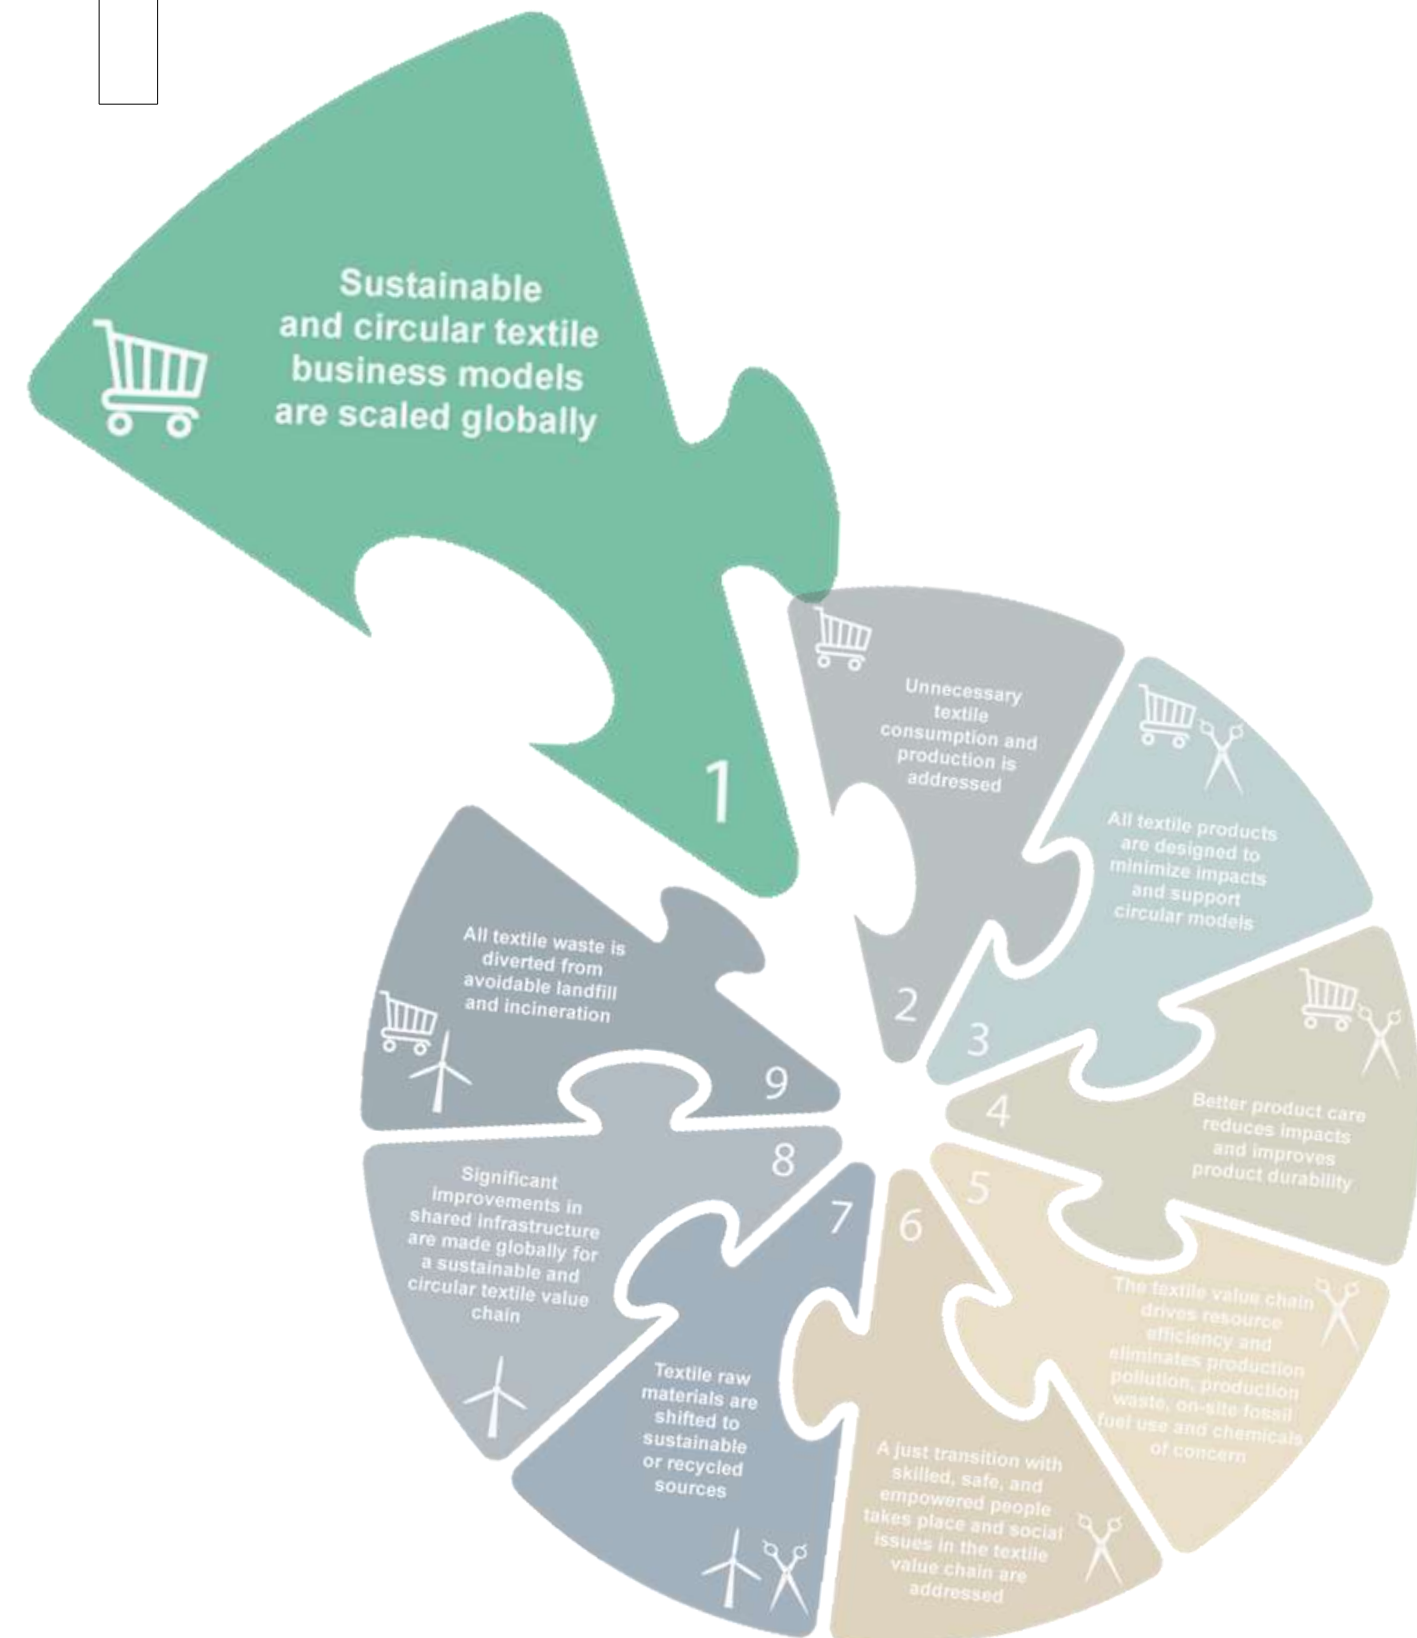 Sustainable
and circular textile
business models
are scaled globally
1
Unnecessary
textile
consumption and
production is
addressed
2
All textile products
are designed to
minimize impacts
and support
circular models
3
Better product care
reduces impacts
and improves
product durability
4
The textile value chain
drives resource
efficiency and
eliminates production
pollution, production
waste, on-site fossil
fuel use and chemicals
of concern
5
A just transition with
skilled, safe, and
empowered people
takes place and social
issues in the textile
value chain are
addressed
6
Textile raw
materials are
shifted to
sustainable
or recycled
sources
7
Significant
improvements in
shared infrastructure
are made globally for
a sustainable and
circular textile value
chain
8
All textile waste is
diverted from
avoidable landfill
and incineration
9